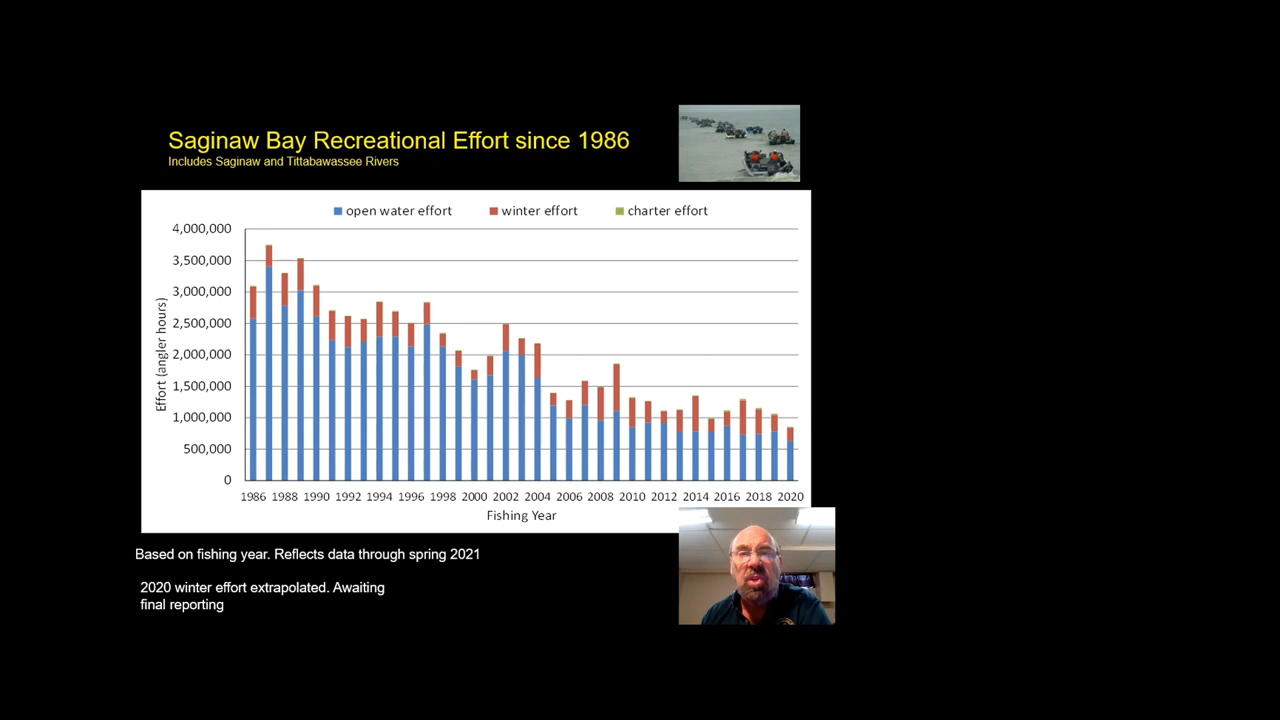 Saginaw Bay Recreational Effort since 1986
Includes Saginaw and Tittabawassee Rivers
open water effort winter effort charter effort
4,000,000
3,500,000
3,000,000
2,500,000
2,000,000
1,500,000
1,000,000
500,000
0
Effort (angler hours)
1986 1988 1990 1992 1994 1996 1998 2000 2002 2004 2006 2008 2010 2012 2014 2016 2018 2020
Fishing Year
Based on fishing year. Reflects data through spring 2021
2020 winter effort extrapolated. Awaiting
final reporting